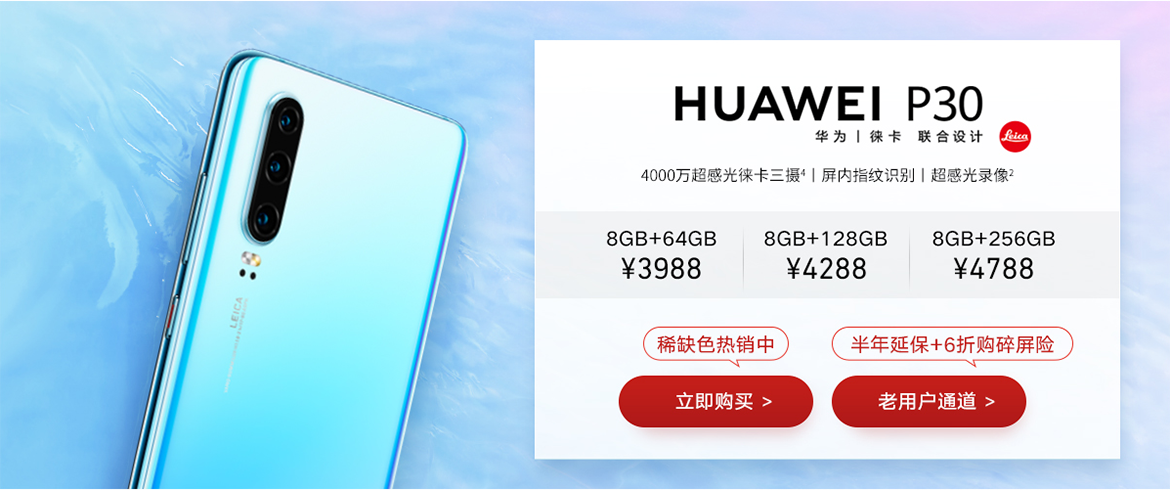 HUAWEI P30
华为 | 徕卡 联合设计
Leica
4000万超感光徕卡三摄⁴ | 屏内指纹识别 | 超感光录像²
8GB+64GB 8GB+128GB 8GB+256GB
¥3988 ¥4288 ¥4788
稀缺色热销中 半年延保+6折购碎屏险
立即购买 > 老用户通道 >
LEICA